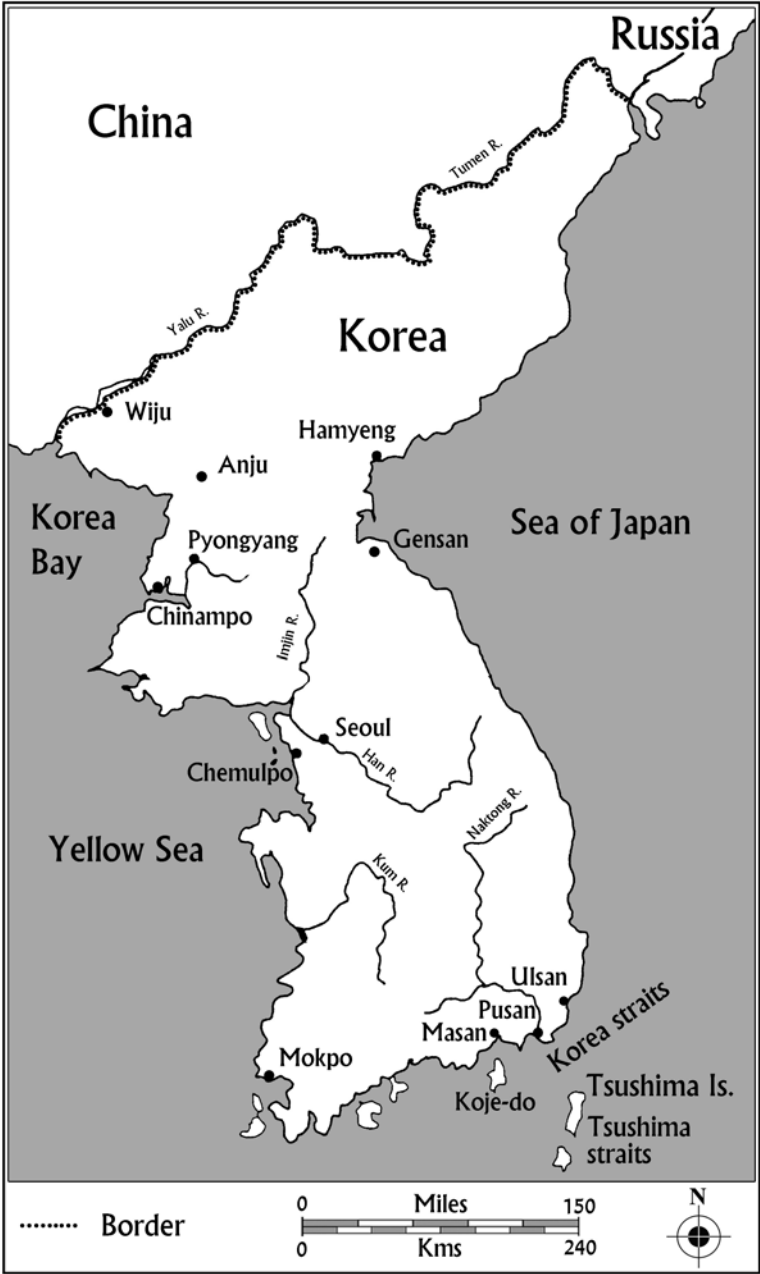 Russia
China
Tumen R.
Yalu R.
Korea
Wiju
Hamyeng
Anju
Korea
Bay
Sea of Japan
Pyongyang
Gensan
Chinampo
Imjin R.
Seoul
Han R.
Chemulpo
Naktong R.
Yellow Sea
Kum R.
Ulsan
Pusan
Masan
Korea straits
Mokpo
Koje-do
Tsushima Is.
Tsushima
straits
Border
0 Miles 150
0 Kms 240
N